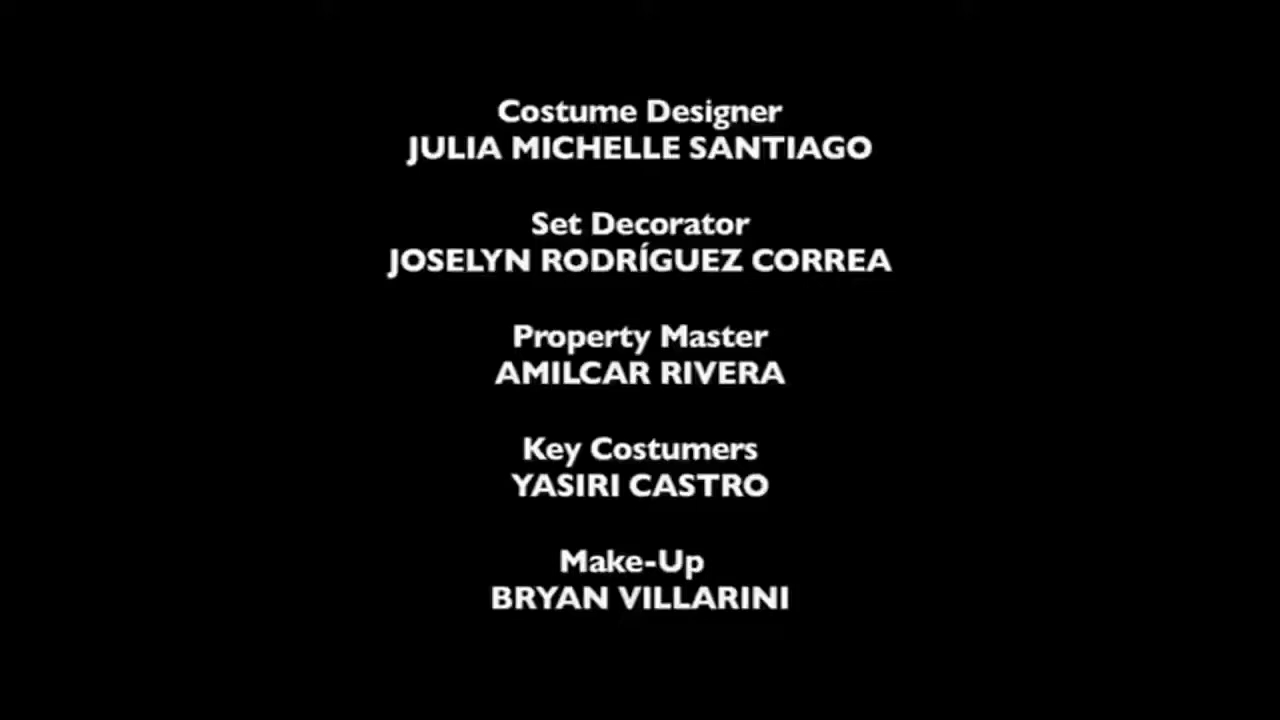 Costume Designer
JULIA MICHELLE SANTIAGO
Set Decorator
JOSELYN RODRÍGUEZ CORREA
Property Master
AMILCAR RIVERA
Key Costumers
YASIRI CASTRO
Make-Up
BRYAN VILLARINI